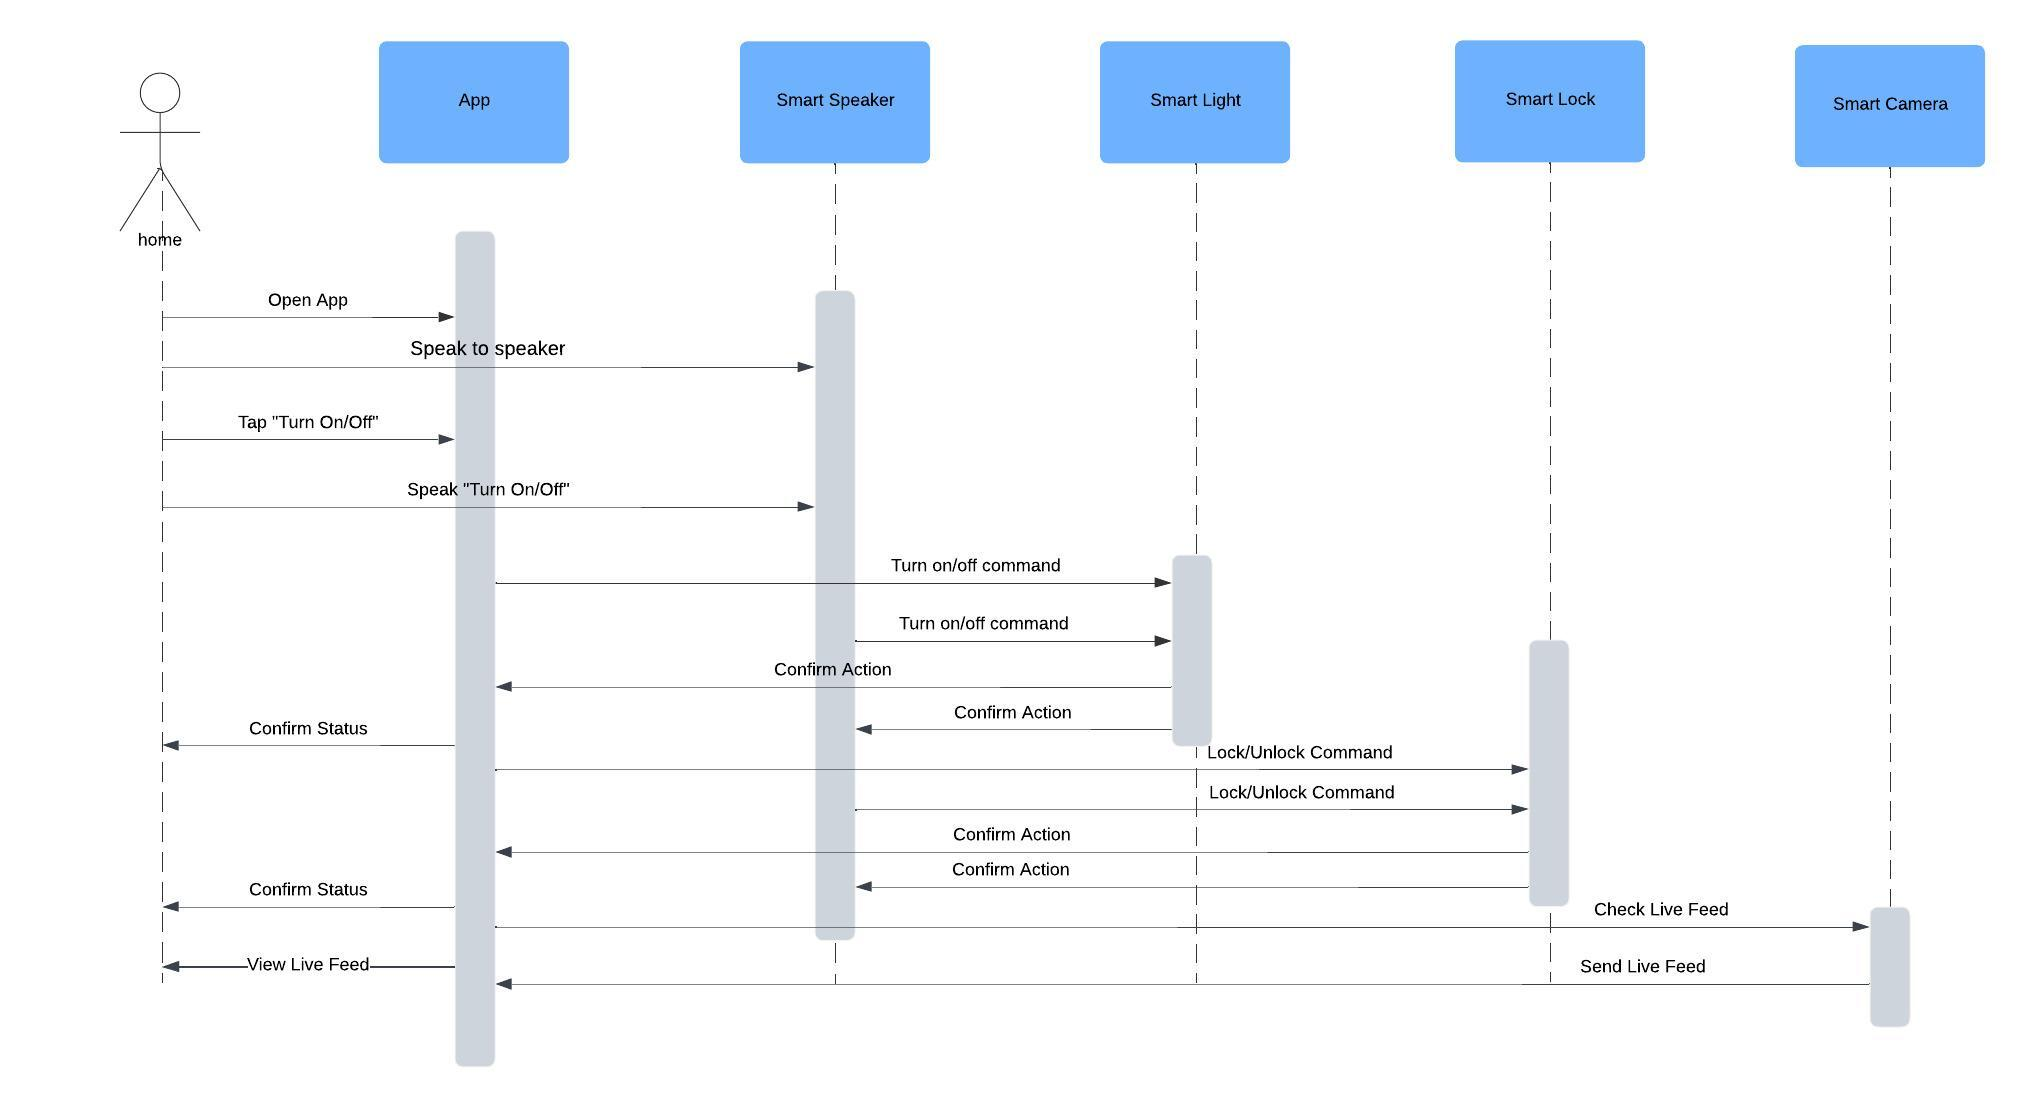 App
Smart Speaker
Smart Light
Smart Lock
Smart Camera
home
Open App
Speak to speaker
Tap "Turn On/Off"
Speak "Turn On/Off"
Turn on/off command
Turn on/off command
Confirm Action
Confirm Action
Confirm Status
Lock/Unlock Command
Lock/Unlock Command
Confirm Action
Confirm Action
Confirm Status
Check Live Feed
View Live Feed
Send Live Feed